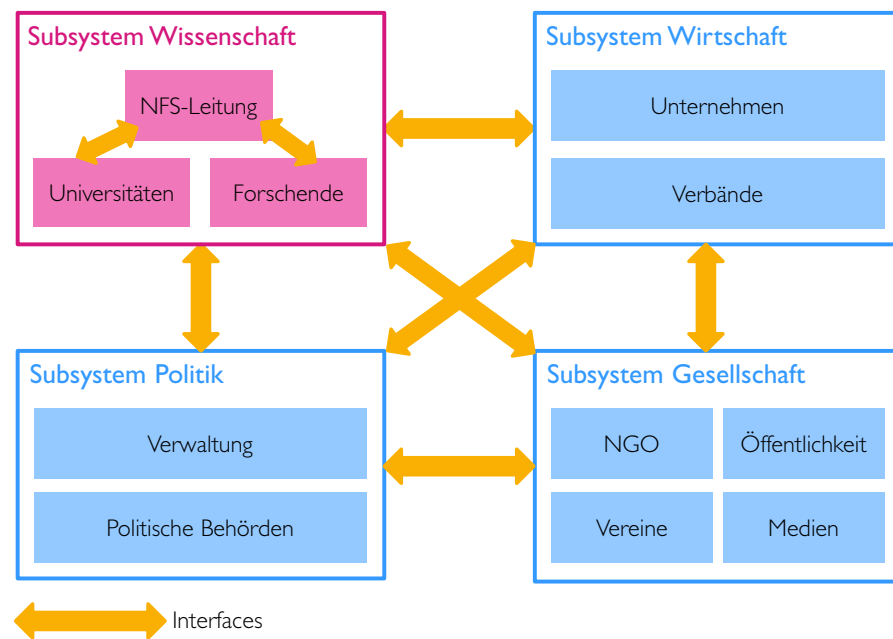 Subsystem Wissenschaft
NFS-Leitung
Universitäten
Forschende
Subsystem Wirtschaft
Unternehmen
Verbände
Subsystem Politik
Verwaltung
Politische Behörden
Subsystem Gesellschaft
NGO
Öffentlichkeit
Vereine
Medien
Interfaces